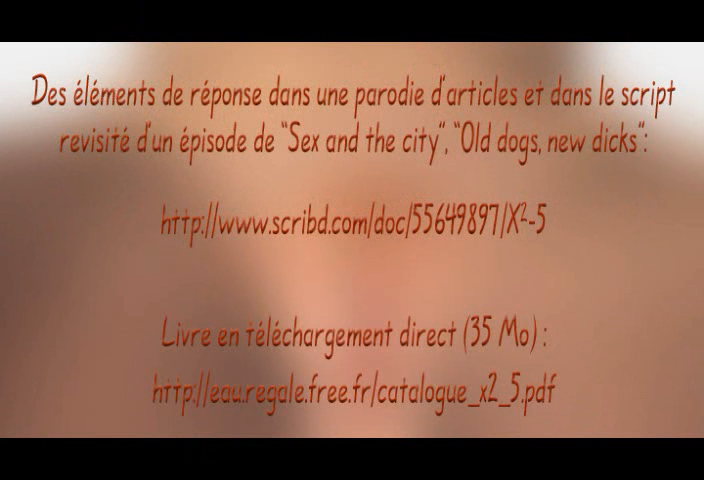 Des éléments de réponse dans une parodie d'articles et dans le script
revisité d'un épisode de "Sex and the city", "Old dogs, new dicks":
http://www.scribd.com/doc/55649897/X²-5
Livre en téléchargement direct (35 Mo) :
http://eau.regale.free.fr/catalogue_x2_5.pdf